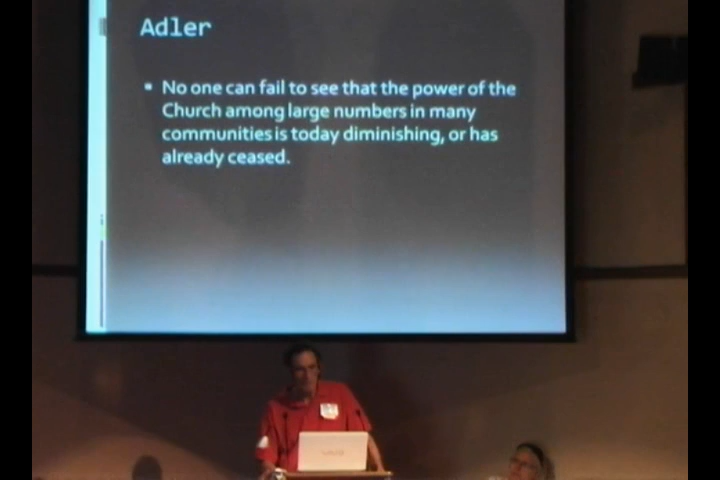 Adler
▪ No one can fail to see that the power of the
Church among large numbers in many
communities is today diminishing, or has
already ceased.